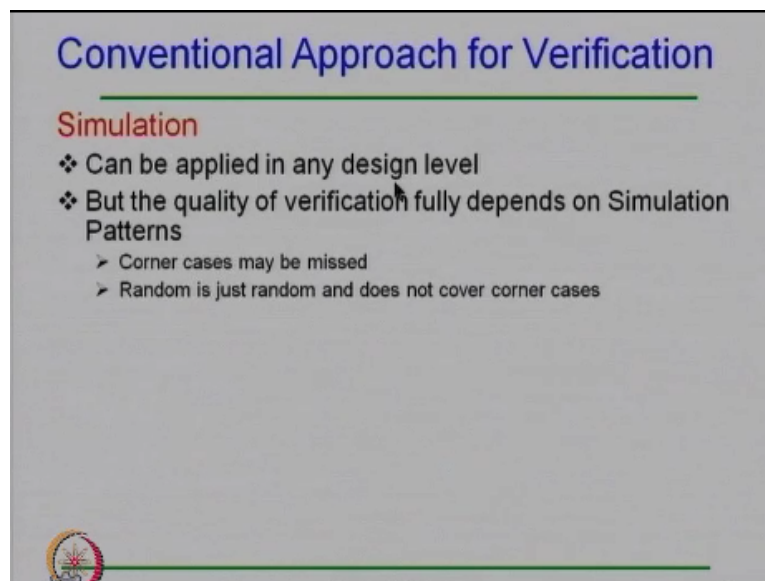 Conventional Approach for Verification
Simulation
❖ Can be applied in any design level
❖ But the quality of verification fully depends on Simulation
Patterns
➢ Corner cases may be missed
➢ Random is just random and does not cover corner cases